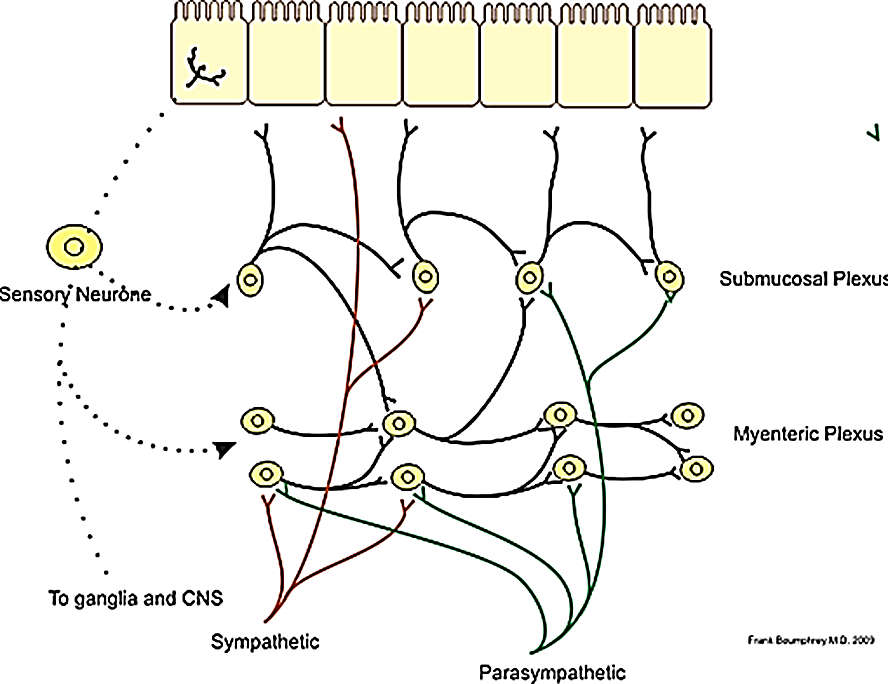 Submucosal Plexus
Sensory Neurone
Myenteric Plexus
To ganglia and CNS
Sympathetic
Frank Boumphrey M.D. 2009
Parasympathetic